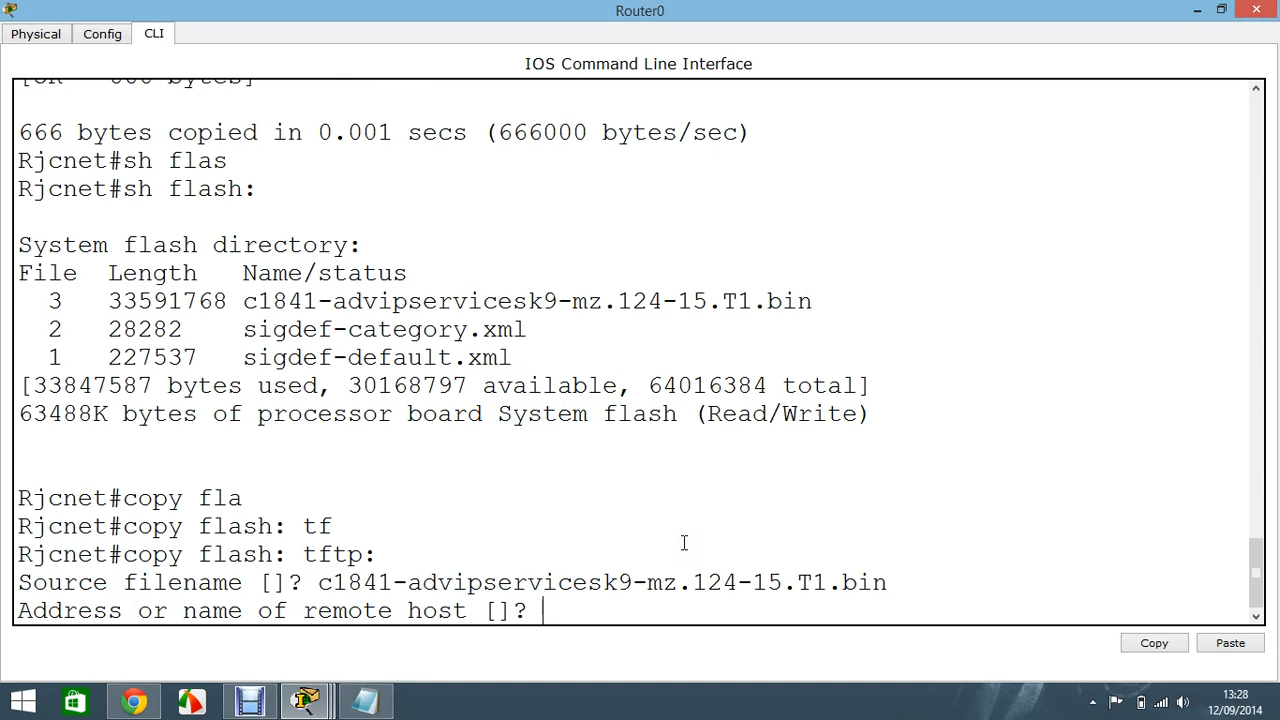 Router0
Physical Config CLI
IOS Command Line Interface
666 bytes copied in 0.001 secs (666000 bytes/sec)
Rjcnet#sh flas
Rjcnet#sh flash:
System flash directory:
File Length Name/status
3 33591768 c1841-advipservicesk9-mz.124-15.T1.bin
2 28282 sigdef-category.xml
1 227537 sigdef-default.xml
[33847587 bytes used, 30168797 available, 64016384 total]
63488K bytes of processor board System flash (Read/Write)
Rjcnet#copy fla
Rjcnet#copy flash: tf
Rjcnet#copy flash: tftp:
Source filename []? c1841-advipservicesk9-mz.124-15.T1.bin
Address or name of remote host []?
Copy Paste
13:28
12/09/2014